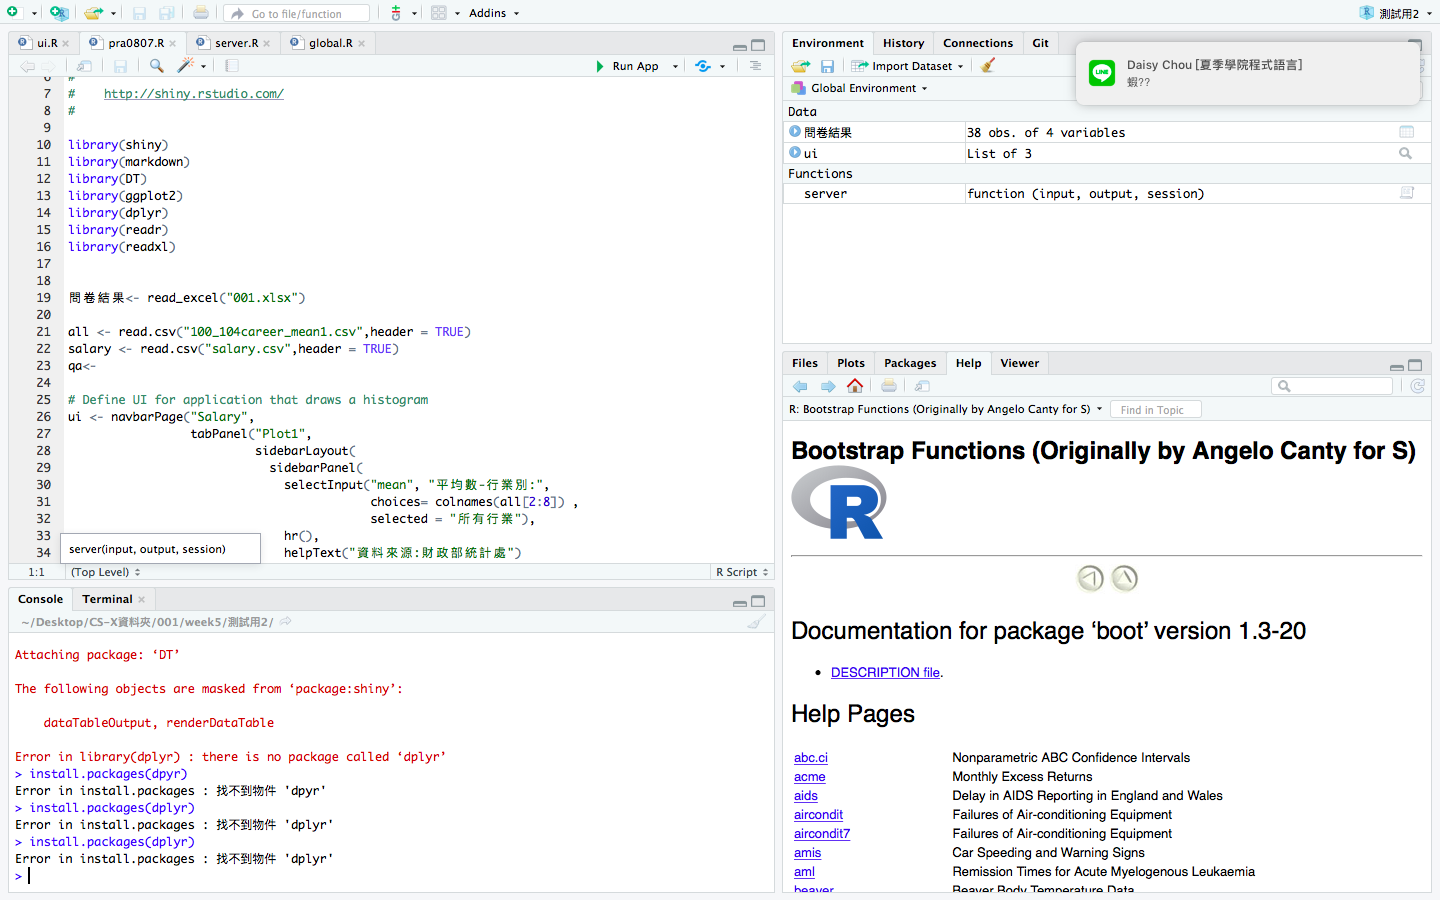 Go to file/function
Addins
測試用2
ui.R
pra0807.R
server.R
global.R
Run App
6 #
7 # http://shiny.rstudio.com/
8 #
9
10 library(shiny)
11 library(markdown)
12 library(DT)
13 library(ggplot2)
14 library(dplyr)
15 library(readr)
16 library(readxl)
17
18
19 問卷結果<- read_excel("001.xlsx")
20
21 all <- read.csv("100_104career_mean1.csv",header = TRUE)
22 salary <- read.csv("salary.csv",header = TRUE)
23 qa<-
24
25 # Define UI for application that draws a histogram
26 ui <- navbarPage("Salary",
27 tabPanel("Plot1",
28 sidebarLayout(
29 sidebarPanel(
30 selectInput("mean", "平均數-行業別:",
31 choices= colnames(all[2:8]) ,
32 selected = "所有行業"),
33 hr(),
34 helpText("資料來源:財政部統計處")
server(input, output, session)
1:1 (Top Level) R Script
Console Terminal
~/Desktop/CS-X資料夾/001/week5/測試用2/
Attaching package: ‘DT’
The following objects are masked from ‘package:shiny’:
dataTableOutput, renderDataTable
Error in library(dplyr) : there is no package called ‘dplyr’
> install.packages(dpyr)
Error in install.packages : 找不到物件 'dpyr'
> install.packages(dplyr)
Error in install.packages : 找不到物件 'dplyr'
> install.packages(dplyr)
Error in install.packages : 找不到物件 'dplyr'
>
Environment History Connections Git
Import Dataset
Global Environment
Daisy Chou [夏季學院程式語言]
蝦??
LINE
Data
問卷結果 38 obs. of 4 variables
ui List of 3
Functions
server function (input, output, session)
Files Plots Packages Help Viewer
R: Bootstrap Functions (Originally by Angelo Canty for S) Find in Topic
Bootstrap Functions (Originally by Angelo Canty for S)
R
Documentation for package ‘boot’ version 1.3-20
DESCRIPTION file.
Help Pages
abc.ci Nonparametric ABC Confidence Intervals
acme Monthly Excess Returns
aids Delay in AIDS Reporting in England and Wales
aircondit Failures of Air-conditioning Equipment
aircondit7 Failures of Air-conditioning Equipment
amis Car Speeding and Warning Signs
aml Remission Times for Acute Myelogenous Leukaemia
beaver Beaver Body Temperature Data